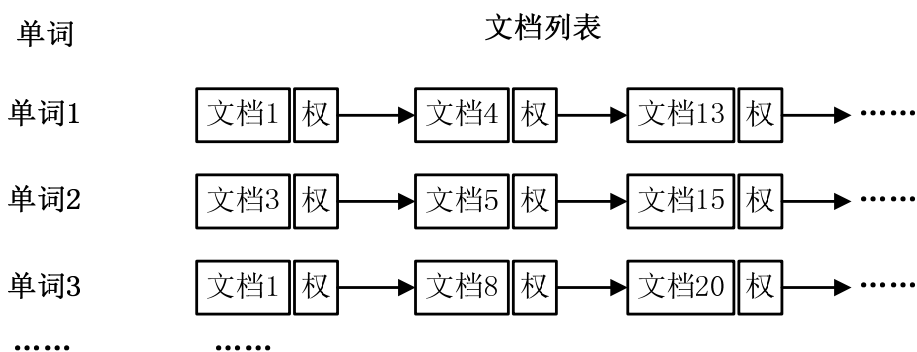 单词 文档列表
单词1 文档1 权 文档4 权 文档13 权 ……
单词2 文档3 权 文档5 权 文档15 权 ……
单词3 文档1 权 文档8 权 文档20 权 ……
…… ……